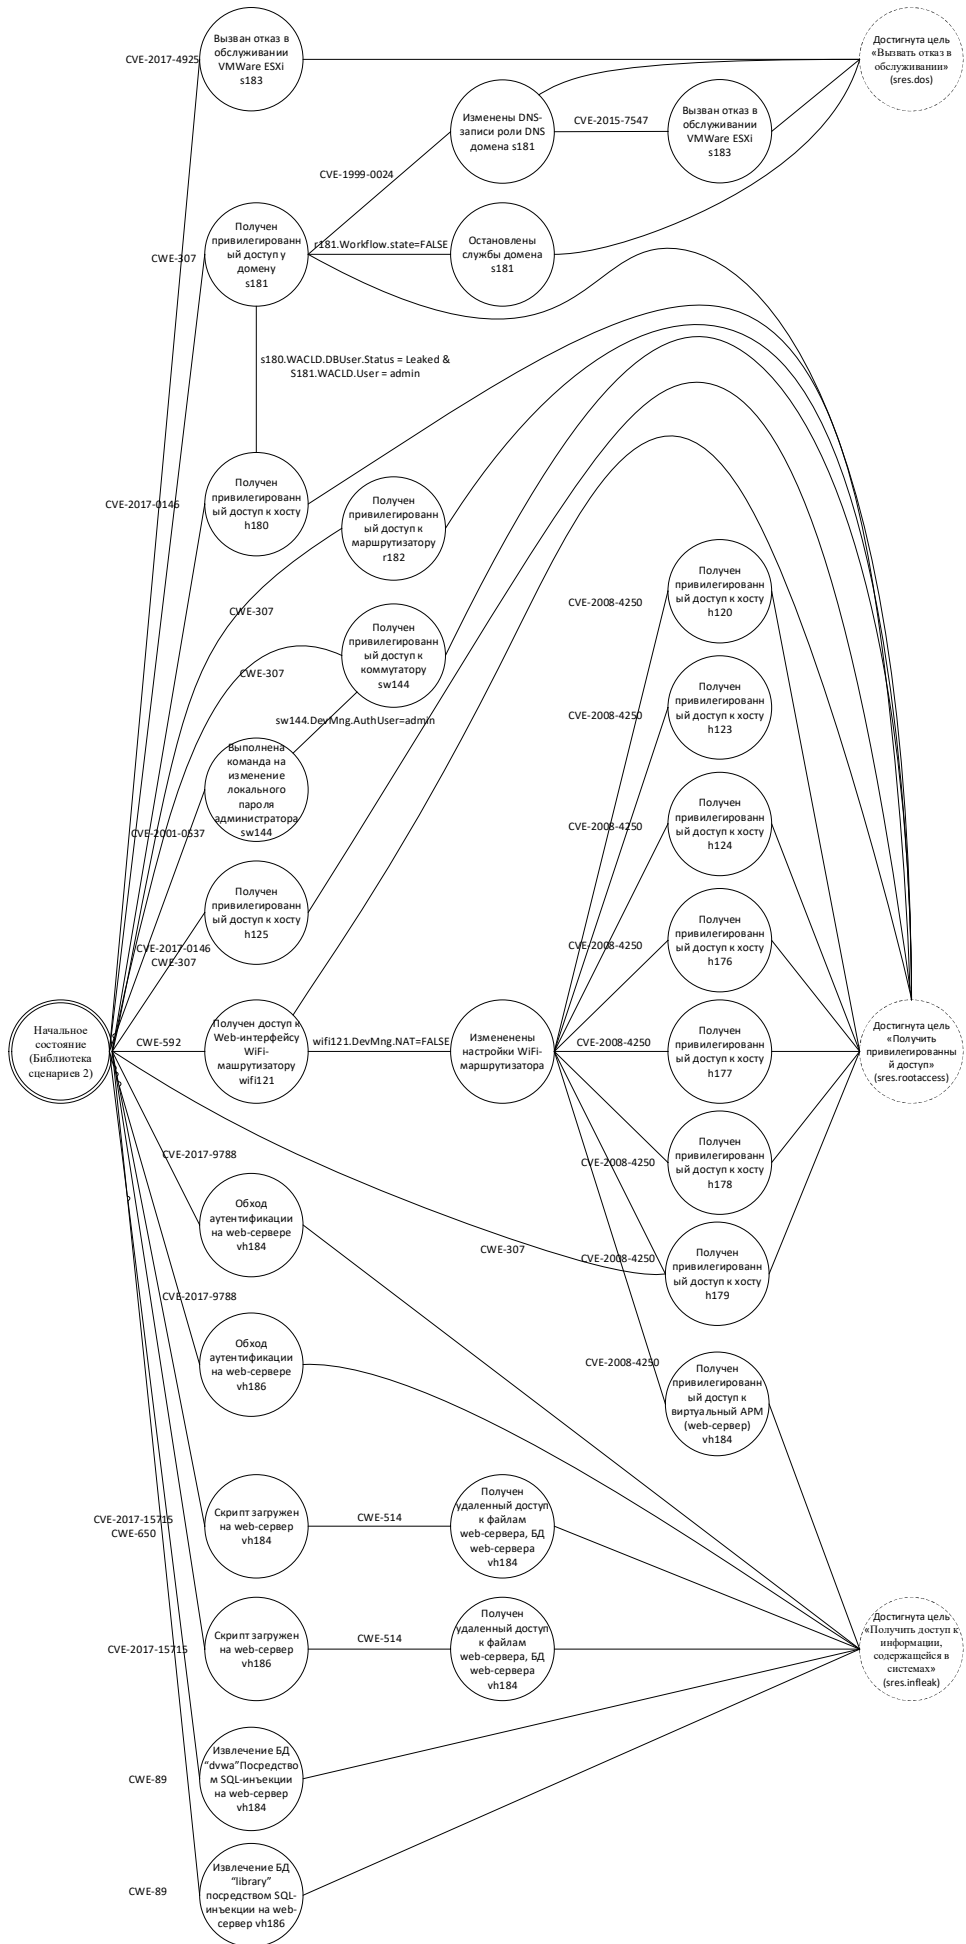 Вызван отказ в
обслуживании
VMWare ESXi
s183
CVE-2017-4925
Достигнута цель
«Вызвать отказ в
обслуживании»
(sres.dos)
Изменены DNS-
записи роли DNS
домена s181
CVE-2015-7547
Вызван отказ в
обслуживании
VMWare ESXi
s183
CVE-1999-0024
Получен
привилегированн
ый доступ у
домену
s181
CWE-307
r181.Workflow.state=FALSE
Остановлены
службы домена
s181
s180.WACLD.DBUser.Status = Leaked &
S181.WACLD.User = admin
Получен
привилегированн
ый доступ к хосту
h180
CVE-2017-0146
Получен
привилегированн
ый доступ к
маршрутизатору
r182
CWE-307
Получен
привилегированн
ый доступ к
коммутатору
sw144
CWE-307
sw144.DevMng.AuthUser=admin
Выполнена
команда на
изменение
локального
пароля
администратора
sw144
CVE-2001-0537
Получен
привилегированн
ый доступ к хосту
h125
CVE-2017-0146
CWE-307
Получен
привилегированн
ый доступ к хосту
h120
CVE-2008-4250
Получен
привилегированн
ый доступ к хосту
h123
CVE-2008-4250
Получен
привилегированн
ый доступ к хосту
h124
CVE-2008-4250
Получен
привилегированн
ый доступ к хосту
h176
CVE-2008-4250
Начальное
состояние
(Библиотека
сценариев 2)
CWE-592
Получен доступ к
Web-интерфейсу
WiFi-
машрутизатору
wifi121
wifi121.DevMng.NAT=FALSE
Измененены
настройки WiFi-
маршрутизатора
CVE-2008-4250
Получен
привилегированн
ый доступ к хосту
h177
Достигнута цель
«Получить
привилегированны
й доступ»
(sres.rootaccess)
CVE-2008-4250
Получен
привилегированн
ый доступ к хосту
h178
CVE-2017-9788
Обход
аутентификации
на web-сервере
vh184
CWE-307
CVE-2008-4250
Получен
привилегированн
ый доступ к хосту
h179
CVE-2017-9788
Обход
аутентификации
на web-сервере
vh186
CVE-2008-4250
Получен
привилегированн
ый доступ к
виртуальный АРМ
(web-сервер)
vh184
CVE-2017-15715
CWE-650
Скрипт загружен
на web-сервер
vh184
CWE-514
Получен
удаленный доступ
к файлам
web-сервера, БД
web-сервера
vh184
CVE-2017-15715
Скрипт загружен
на web-сервер
vh186
CWE-514
Получен
удаленный доступ
к файлам
web-сервера, БД
web-сервера
vh184
Достигнута цель
«Получить доступ к
информации,
содержащейся в
системах»
(sres.infleak)
CWE-89
Извлечение БД
“dvwa”Посредство
м SQL-инъекции
на web-сервер
vh184
CWE-89
Извлечение БД
“library”
посредством SQL-
инъекции на web-
сервер vh186